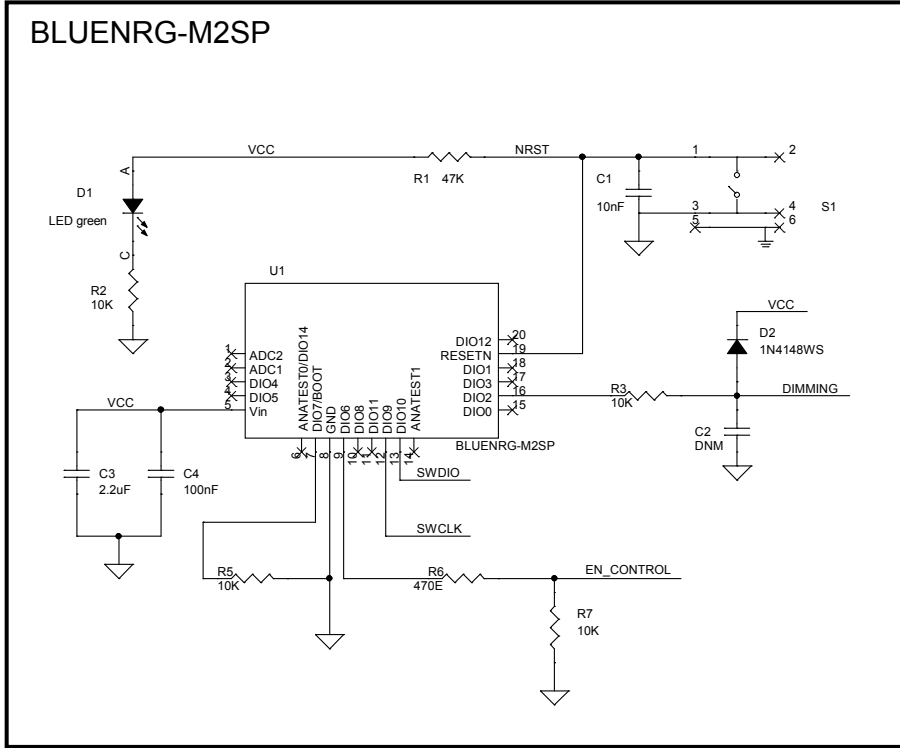 BLUENRG-M2SP
VCC
R1 47K
NRST
1
2
A
D1
LED green
C
R2
10K
C1
10nF
3
4
5
6
S1
U1
1 ADC2
2 ADC1
3 DIO4
4 DIO5
5 Vin
DIO12 20
RESETN 19
DIO1 18
DIO3 17
DIO2 16
DIO0 15
ANATEST0/DIO14
DIO7/BOOT
GND
DIO6
DIO8
DIO11
DIO9
DIO10
ANATEST1
6
7
8
9
10
11
12
13
14
BLUENRG-M2SP
VCC
D2
1N4148WS
R3
10K
DIMMING
C2
DNM
VCC
C3
2.2uF
C4
100nF
SWDIO
SWCLK
R5
10K
R6
470E
EN_CONTROL
R7
10K